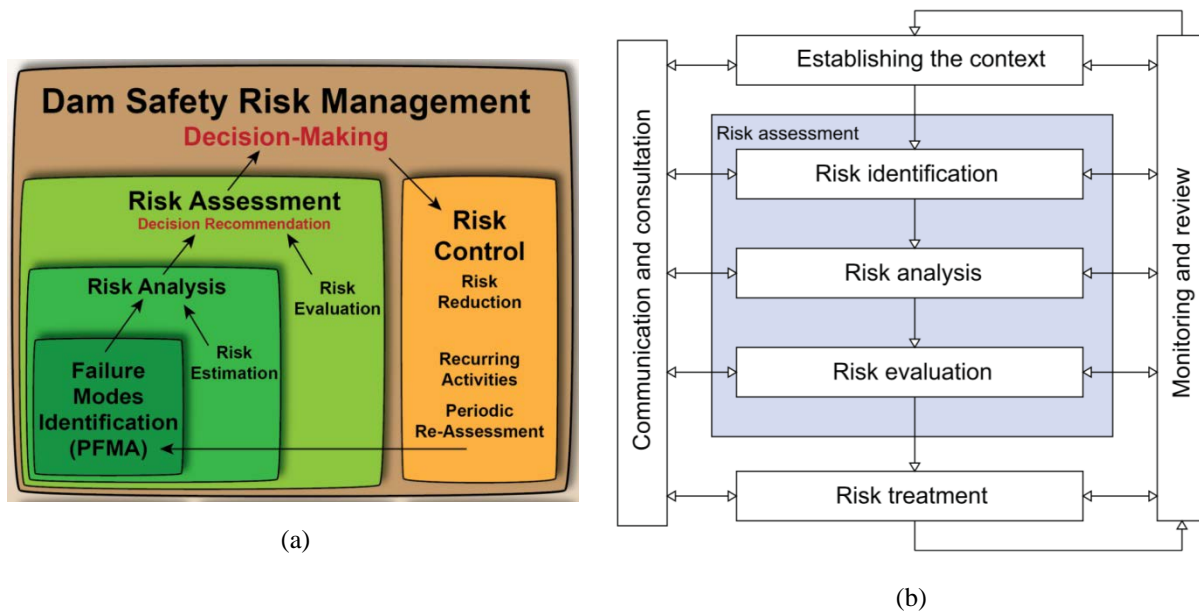 Dam Safety Risk Management
Decision-Making
Risk Assessment
Decision Recommendation
Risk Analysis
Risk
Evaluation
Failure
Modes
Identification
(PFMA)
Risk
Estimation
Risk
Control
Risk
Reduction
Recurring
Activities
Periodic
Re-Assessment
(a)
Communication and consultation
Establishing the context
Risk assessment
Risk identification
Risk analysis
Risk evaluation
Risk treatment
Monitoring and review
(b)